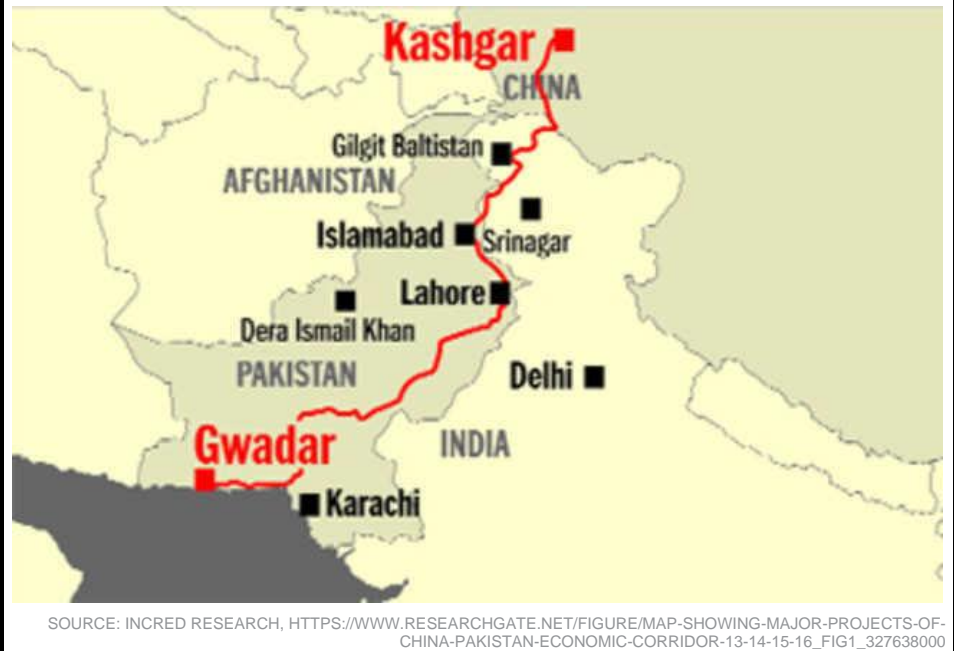 Kashgar
CHINA
Gilgit Baltistan
AFGHANISTAN
Islamabad
Srinagar
Lahore
Dera Ismail Khan
PAKISTAN
Delhi
Gwadar
INDIA
Karachi
SOURCE: INCRED RESEARCH, HTTPS://WWW.RESEARCHGATE.NET/FIGURE/MAP-SHOWING-MAJOR-PROJECTS-OF-
CHINA-PAKISTAN-ECONOMIC-CORRIDOR-13-14-15-16_FIG1_327638000